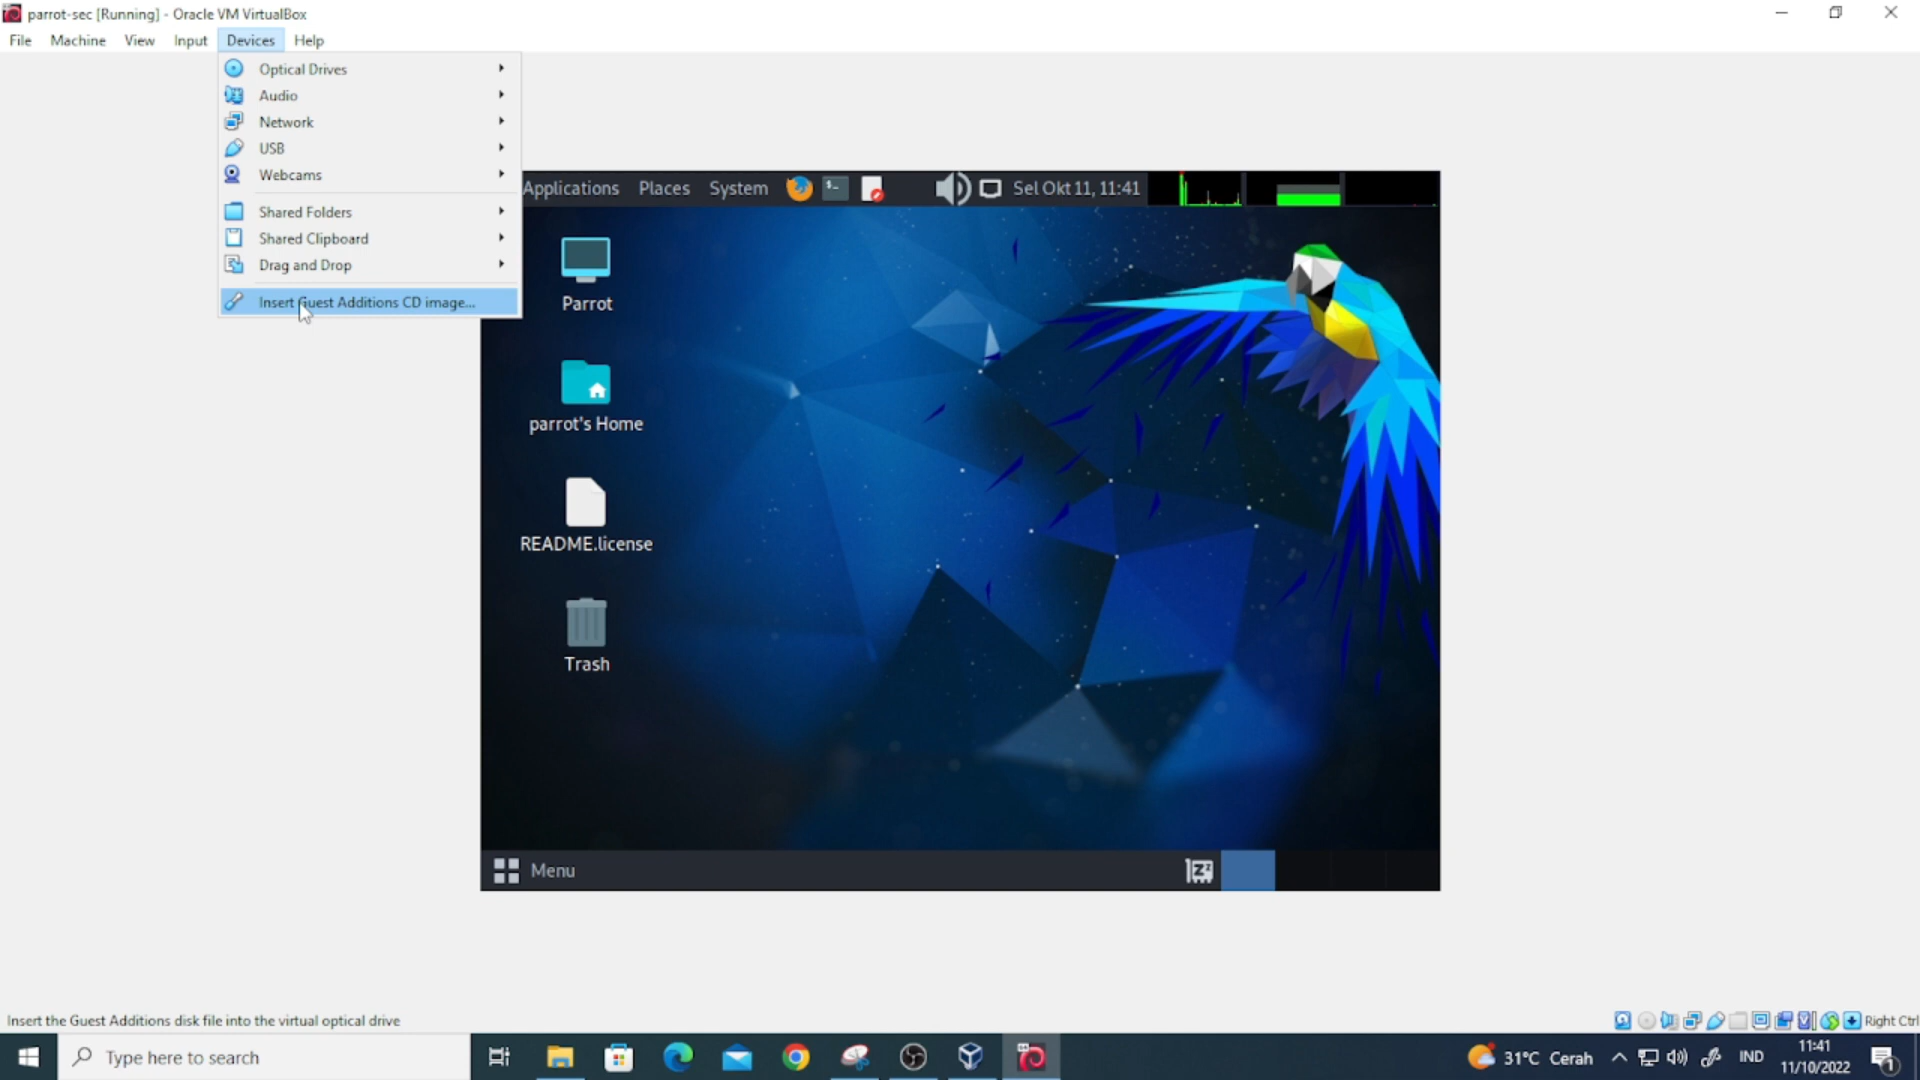 parrot-sec [Running] - Oracle VM VirtualBox
File Machine View Input Devices Help
Optical Drives
Audio
Network
USB
Webcams
Shared Folders
Shared Clipboard
Drag and Drop
Insert Guest Additions CD image...
Applications Places System Sel Okt 11, 11:41
Parrot
parrot's Home
README.license
Trash
Menu
Insert the Guest Additions disk file into the virtual optical drive
Right Ctrl
Type here to search
31°C Cerah
IND
11:41
11/10/2022
1